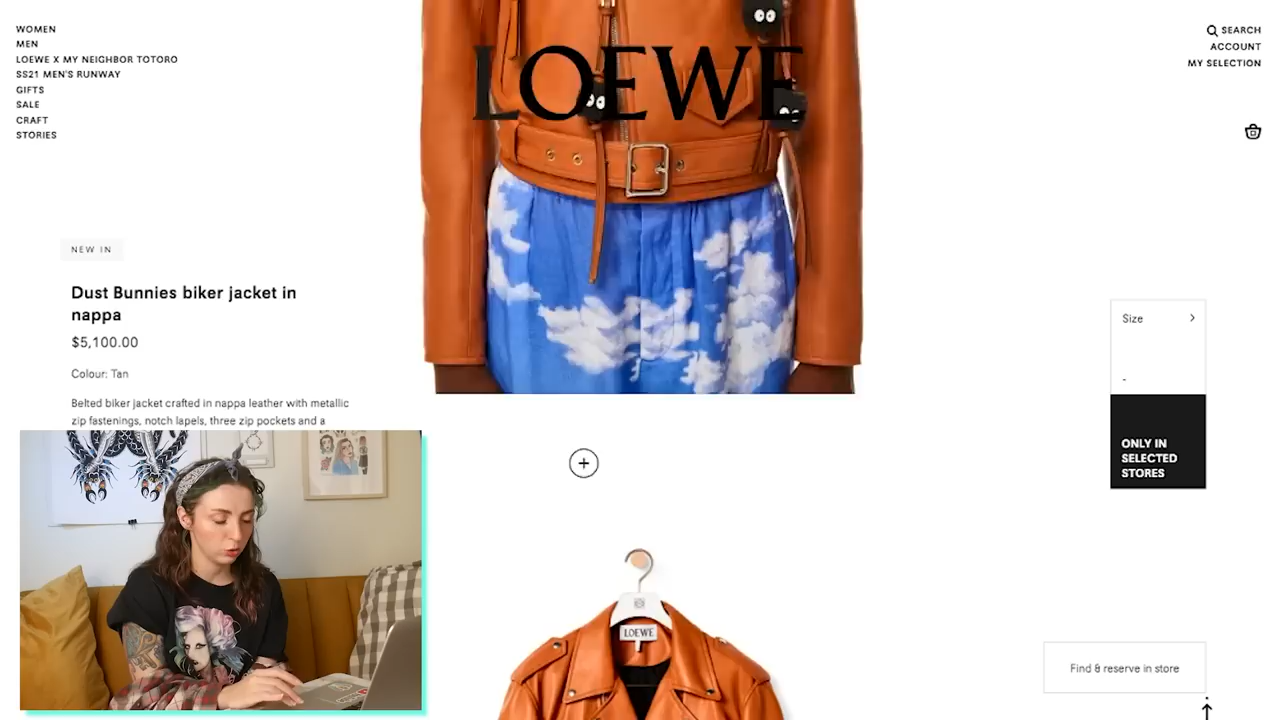 WOMEN
MEN
LOEWE X MY NEIGHBOR TOTORO
SS21 MEN'S RUNWAY
GIFTS
SALE
CRAFT
STORIES
LOEWE
SEARCH
ACCOUNT
MY SELECTION
0
NEW IN
Dust Bunnies biker jacket in
nappa
$5,100.00
Colour: Tan
Belted biker jacket crafted in nappa leather with metallic
zip fastenings, notch lapels, three zip pockets and a
Size
-
ONLY IN
SELECTED
STORES
LOEWE
Find & reserve in store